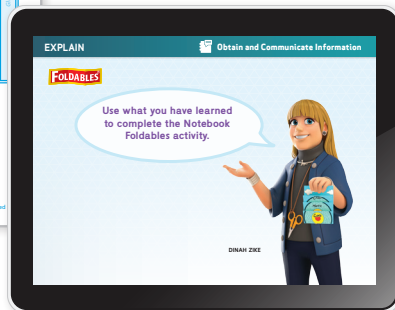 EXPLAIN
Obtain and Communicate Information
FOLDABLES
Use what you have learned
to complete the Notebook
Foldables activity.
DINAH ZIKE